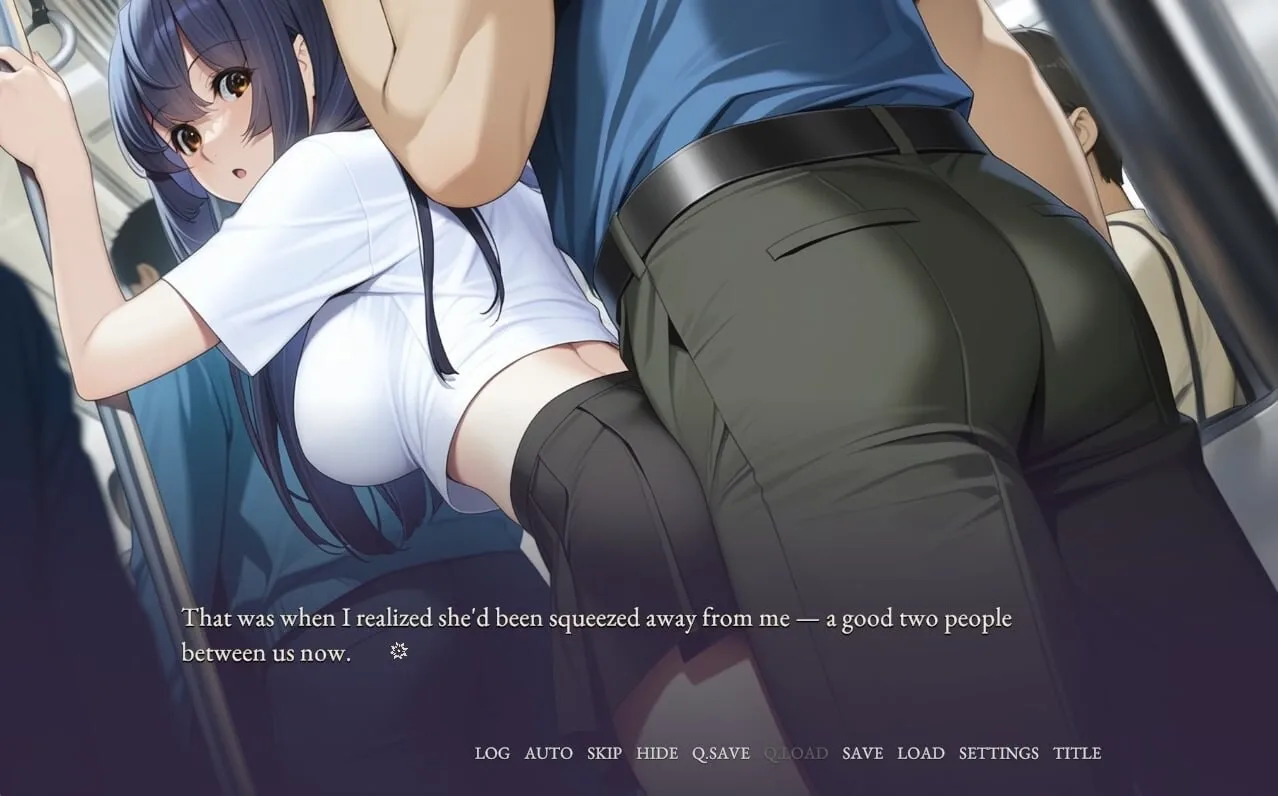 That was when I realized she'd been squeezed away from me — a good two people
between us now.
LOG AUTO SKIP HIDE Q.SAVE Q.LOAD SAVE LOAD SETTINGS TITLE